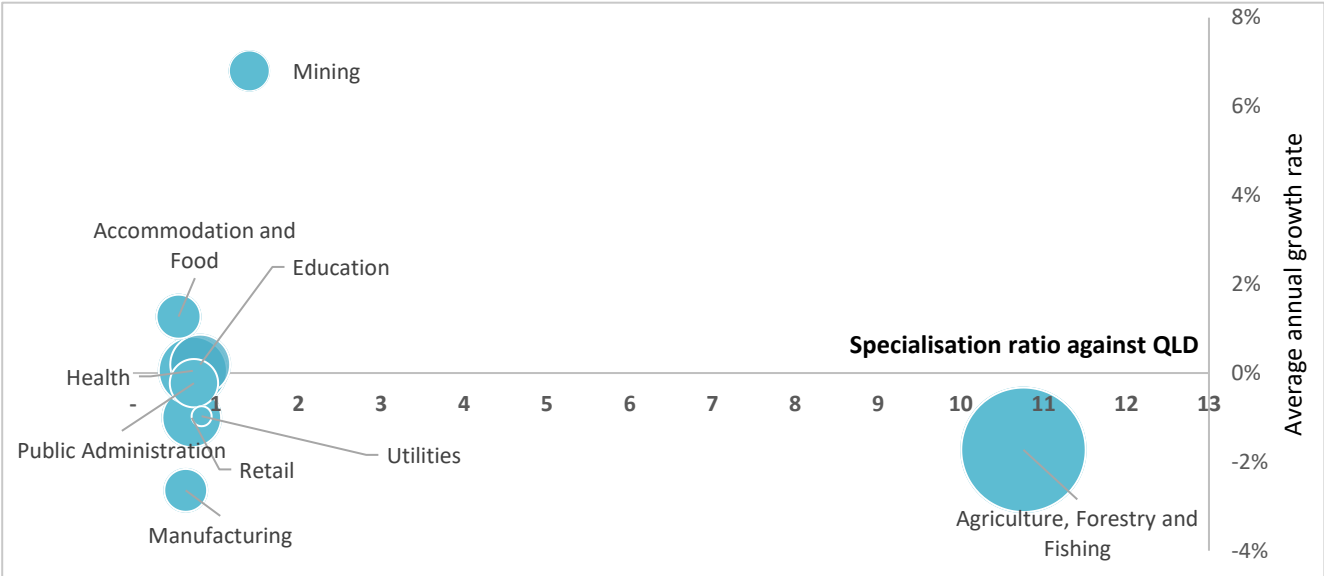 8%
Mining
6%
Average annual growth rate
4%
Accommodation and
Food
Education
2%
Specialisation ratio against QLD
Health
0%
-
1
2
3
4
5
6
7
8
9
10
11
12
13
Public Administration
Retail
Utilities
-2%
Manufacturing
Agriculture, Forestry and
Fishing
-4%